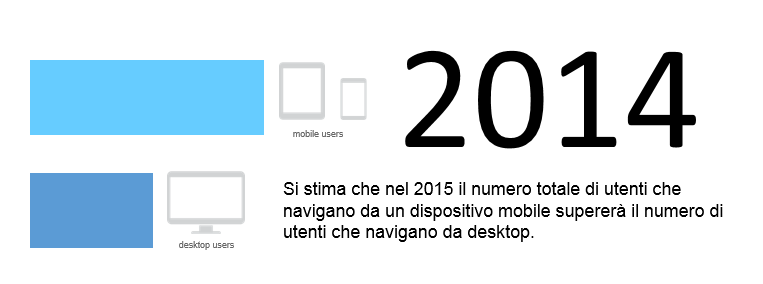 2014
mobile users
Si stima che nel 2015 il numero totale di utenti che
navigano da un dispositivo mobile supererà il numero di
utenti che navigano da desktop.
desktop users